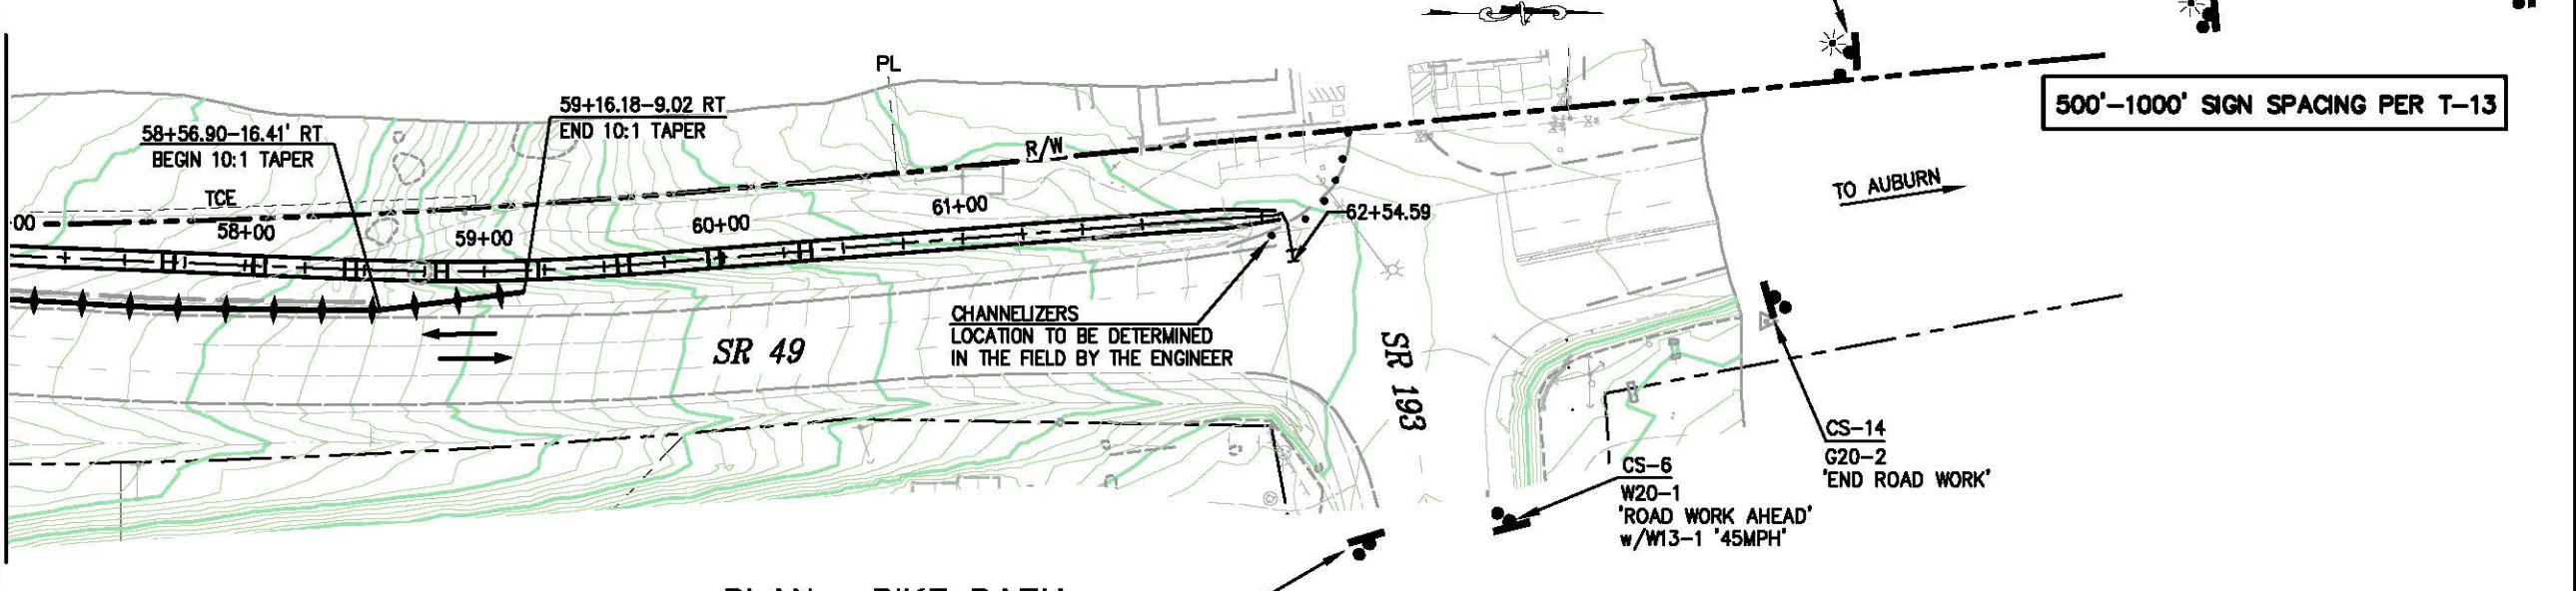 PL
59+16.18-9.02 RT
END 10:1 TAPER
58+56.90-16.41' RT
BEGIN 10:1 TAPER
500'-1000' SIGN SPACING PER T-13
R/W
TCE
TO AUBURN
00
58+00
59+00
60+00
61+00
62+54.59
CHANNELIZERS
LOCATION TO BE DETERMINED
IN THE FIELD BY THE ENGINEER
SR 49
SR 193
CS-14
G20-2
'END ROAD WORK'
CS-6
W20-1
'ROAD WORK AHEAD'
w/W13-1 '45MPH'
PLAN - BIKE PATH